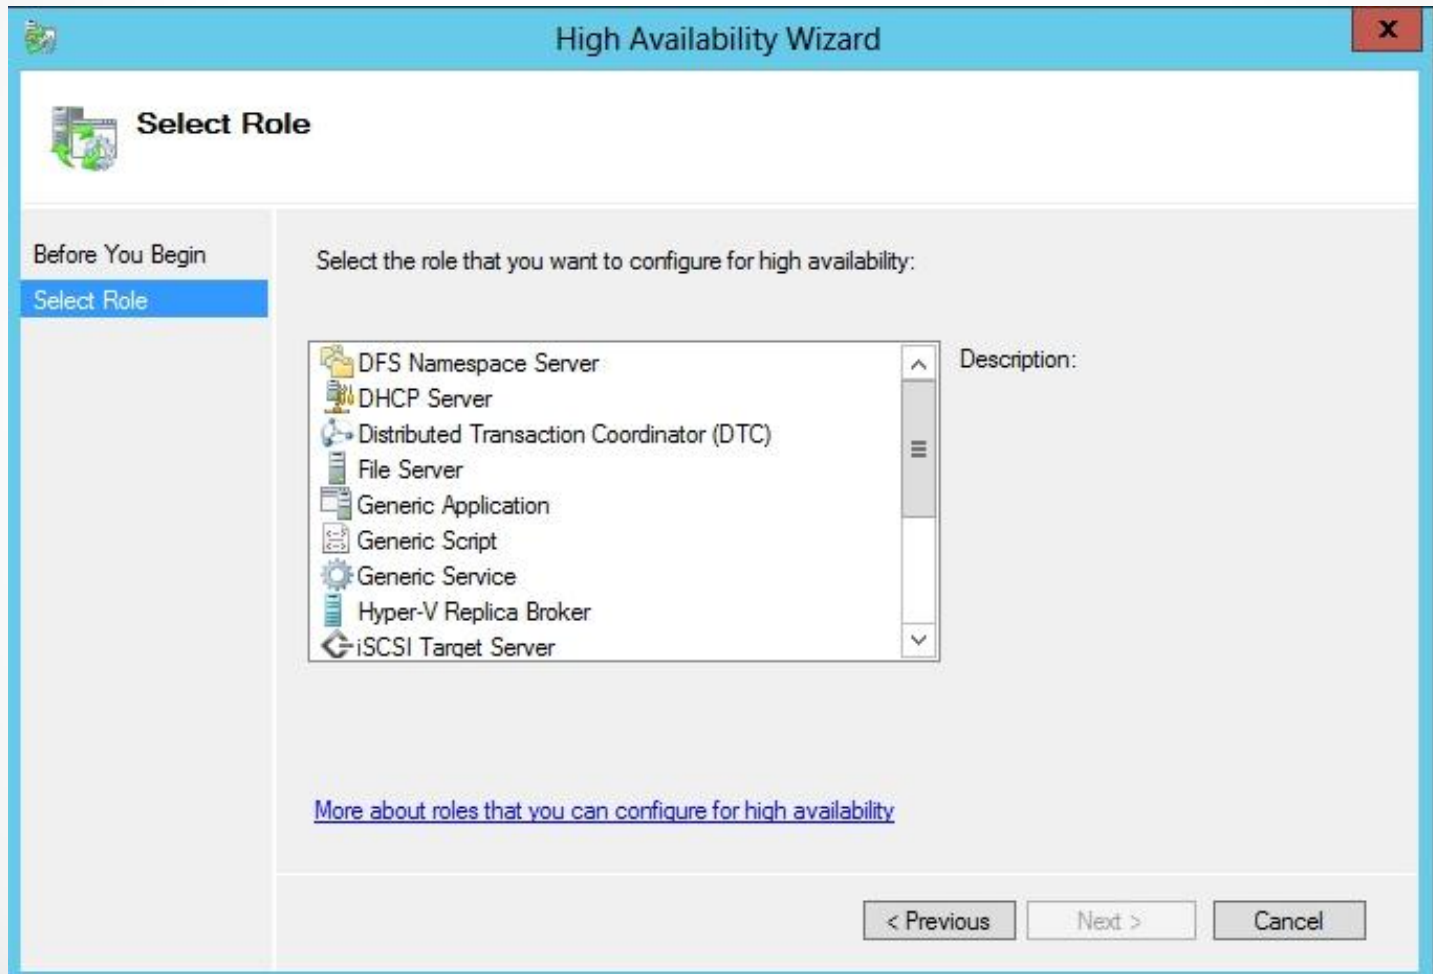 High Availability Wizard
x
Select Role
Before You Begin
Select Role
Select the role that you want to configure for high availability:
DFS Namespace Server
DHCP Server
Distributed Transaction Coordinator (DTC)
File Server
Generic Application
Generic Script
Generic Service
Hyper-V Replica Broker
iSCSI Target Server
Description:
More about roles that you can configure for high availability
< Previous
Next >
Cancel